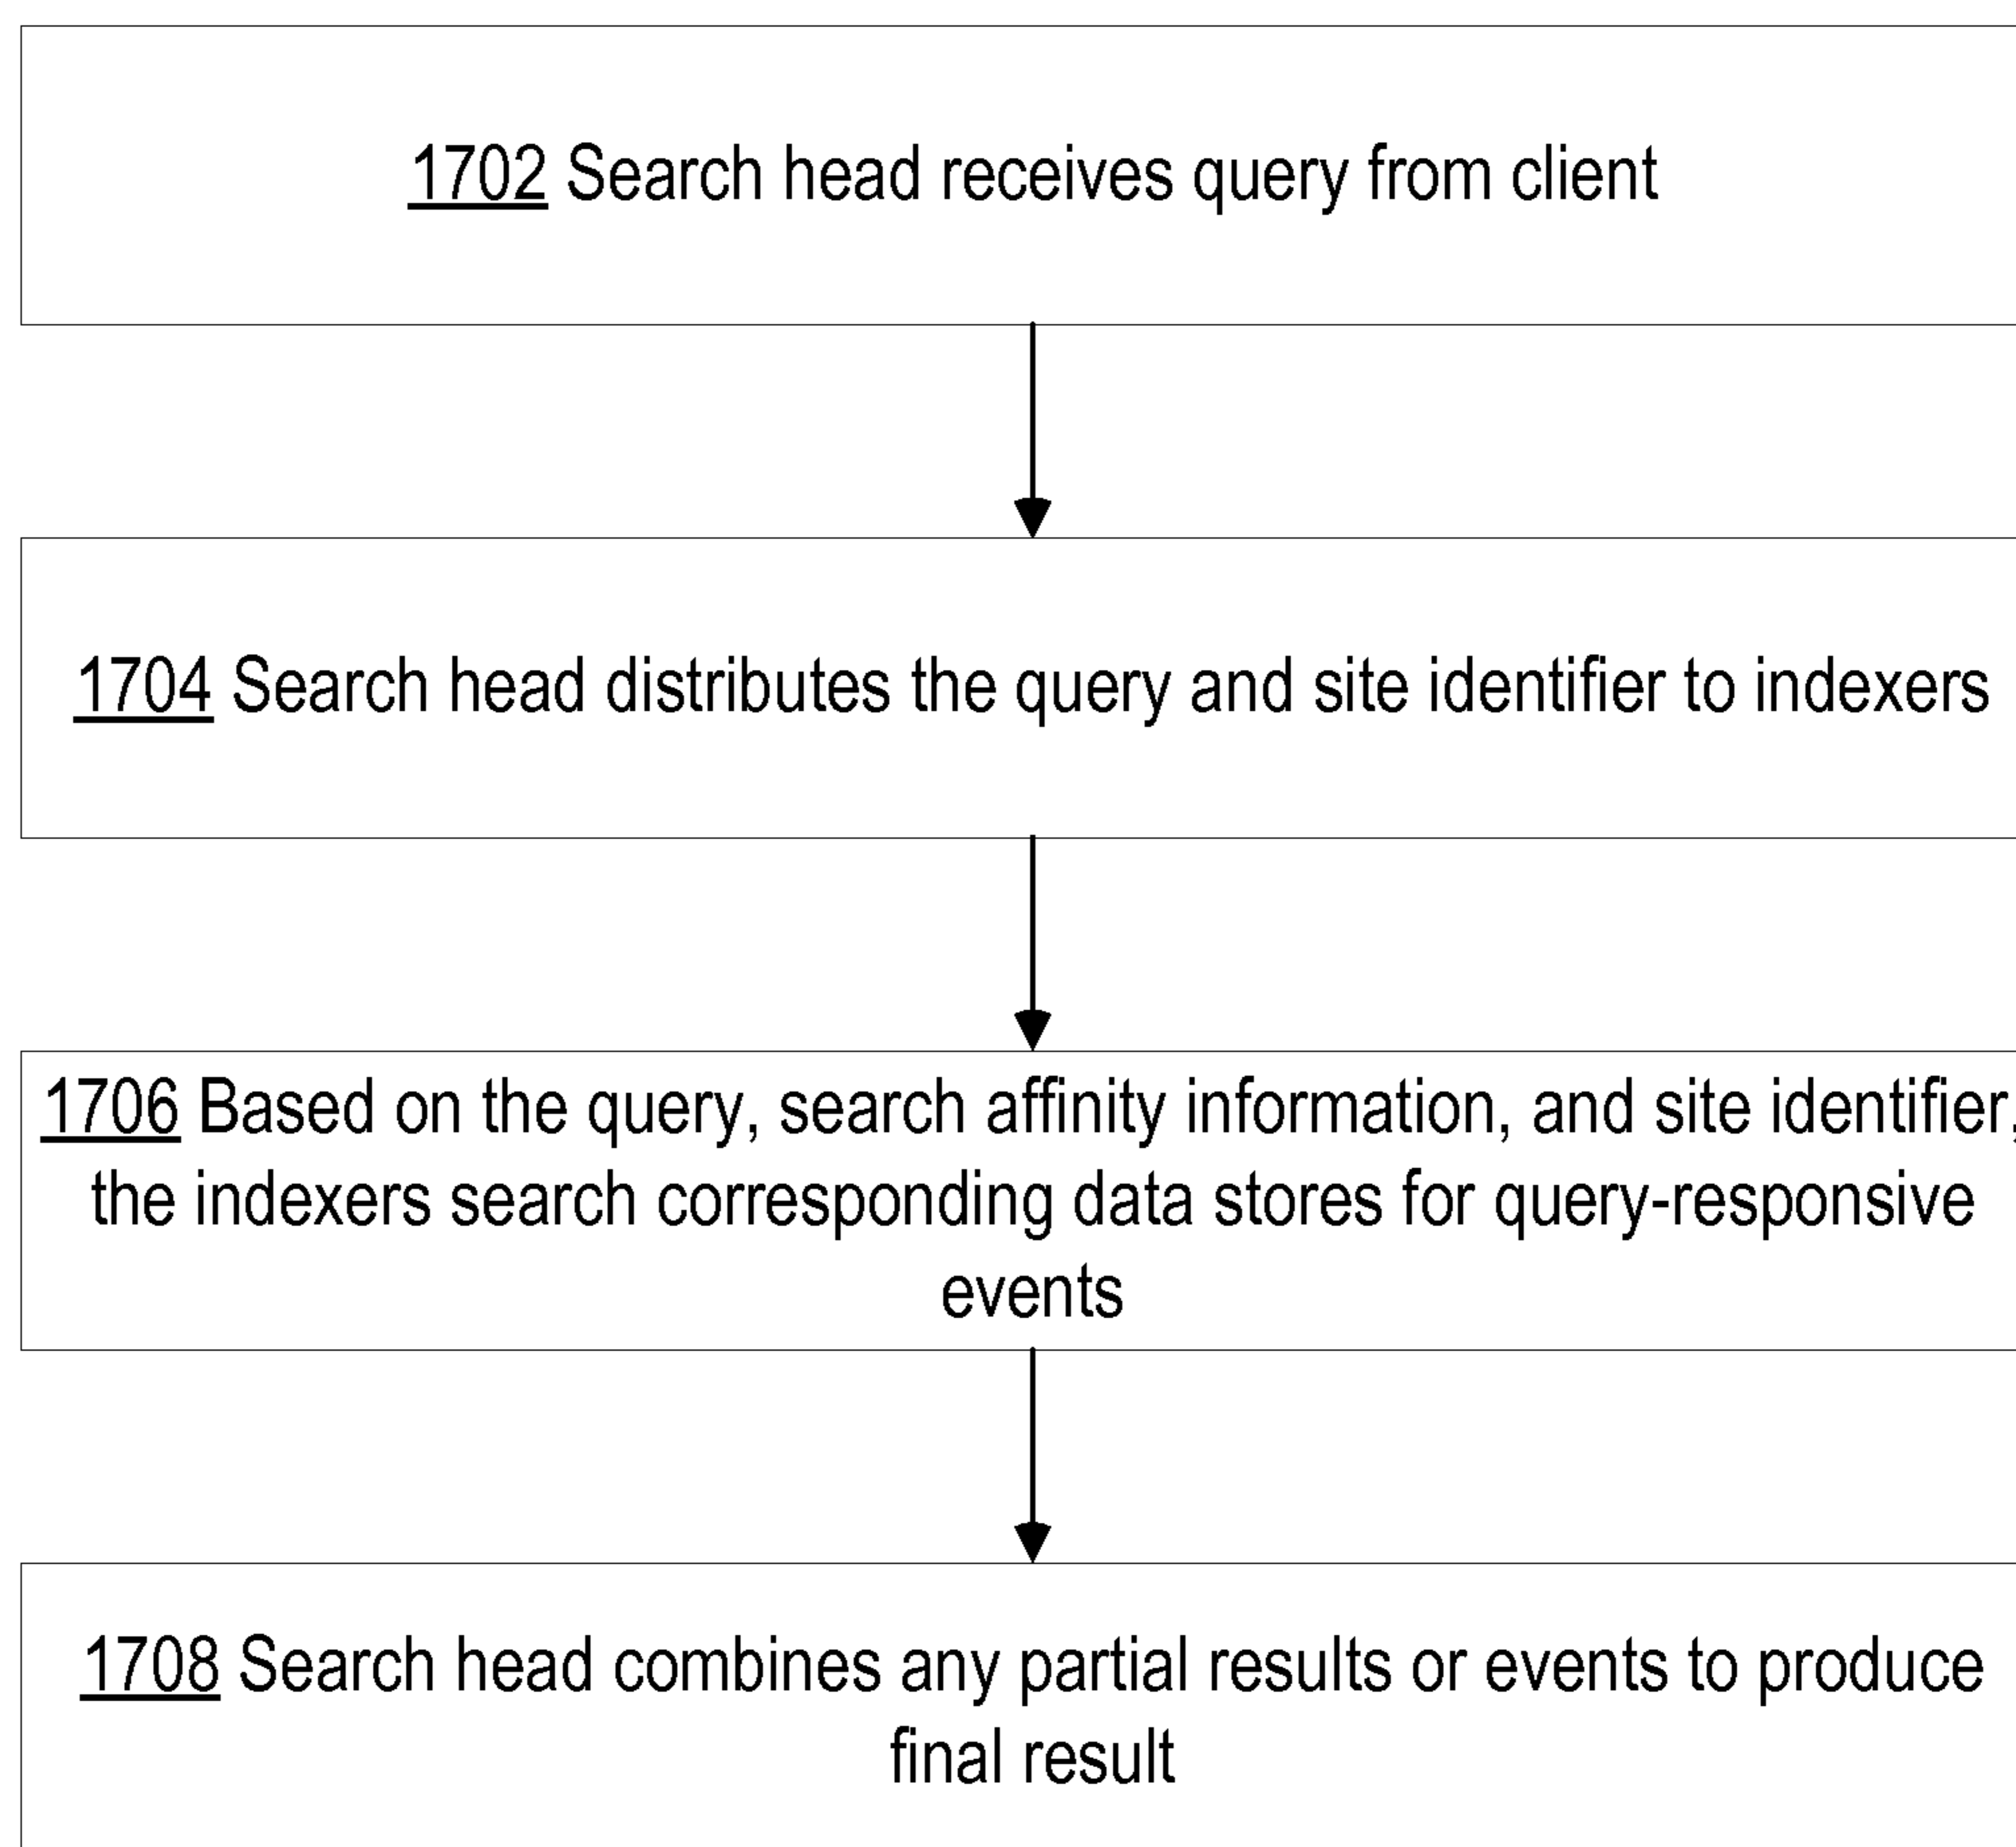 1702 Search head receives query from client
1704 Search head distributes the query and site identifier to indexers
1706 Based on the query, search affinity information, and site identifier,
the indexers search corresponding data stores for query-responsive
events
1708 Search head combines any partial results or events to produce
final result